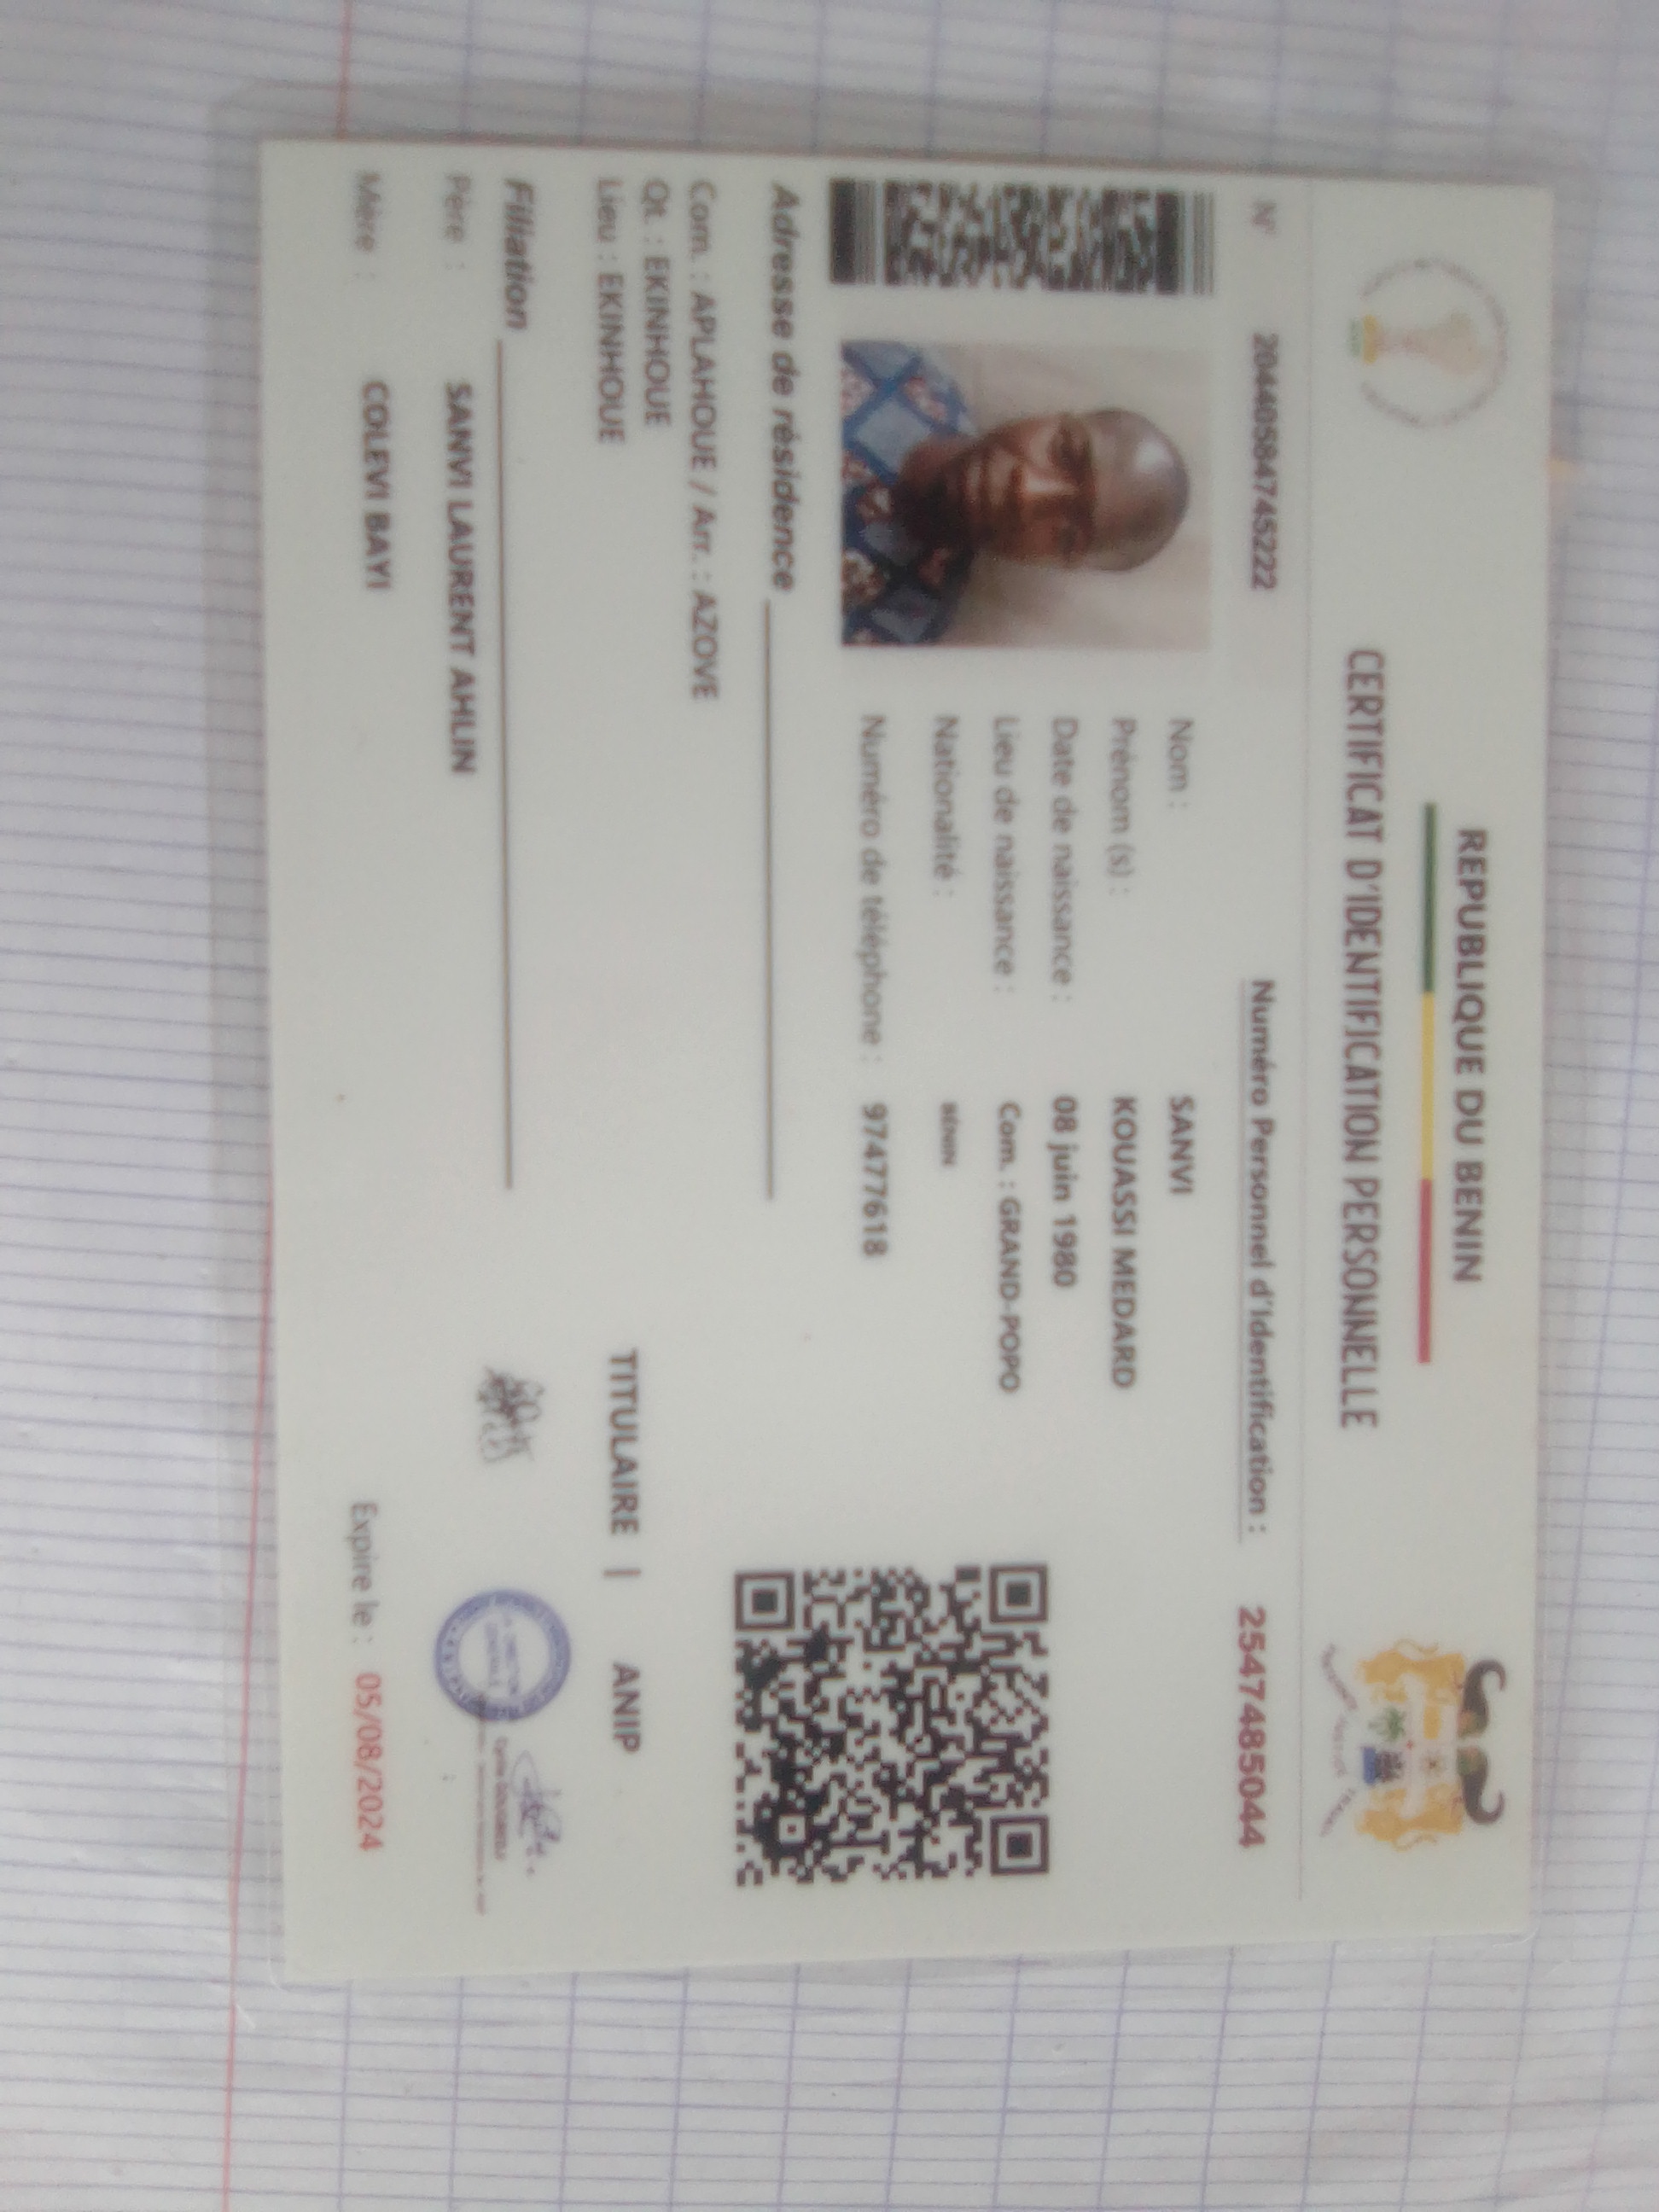 REPUBLIQUE DU BENIN
CERTIFICAT D'IDENTIFICATION PERSONNELLE
N° 20440584745222 Numéro Personnel d'Identification : 2547485044
Nom : SANVI
Prénom (s) : KOUASSI MEDARD
Date de naissance : 08 juin 1980
Lieu de naissance : Com. : GRAND-POPO
Nationalité : BÉNIN
Numéro de téléphone : 97477618
Adresse de résidence
Com. : APLAHOUE / Arr. : AZOVE
Qt. : EKINHOUE
Lieu : EKINHOUE
TITULAIRE | ANIP
Filiation
Père : SANVI LAURENT AHLIN
Mère : COLEVI BAYI
Expire le : 05/08/2024